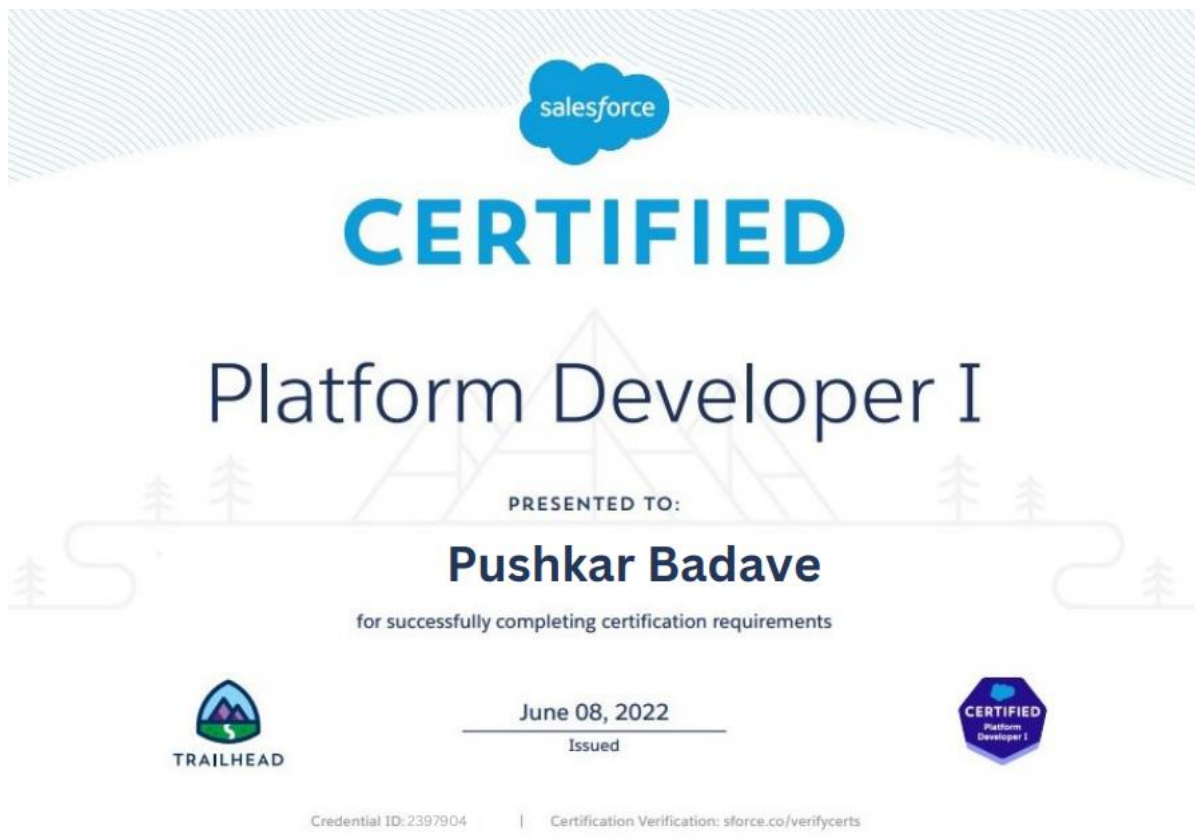 salesforce
CERTIFIED
Platform Developer I
PRESENTED TO:
Pushkar Badave
for successfully completing certification requirements
June 08, 2022
Issued
TRAILHEAD
CERTIFIED
Platform
Developer I
Credential ID: 2397904 | Certification Verification: sforce.co/verifycerts